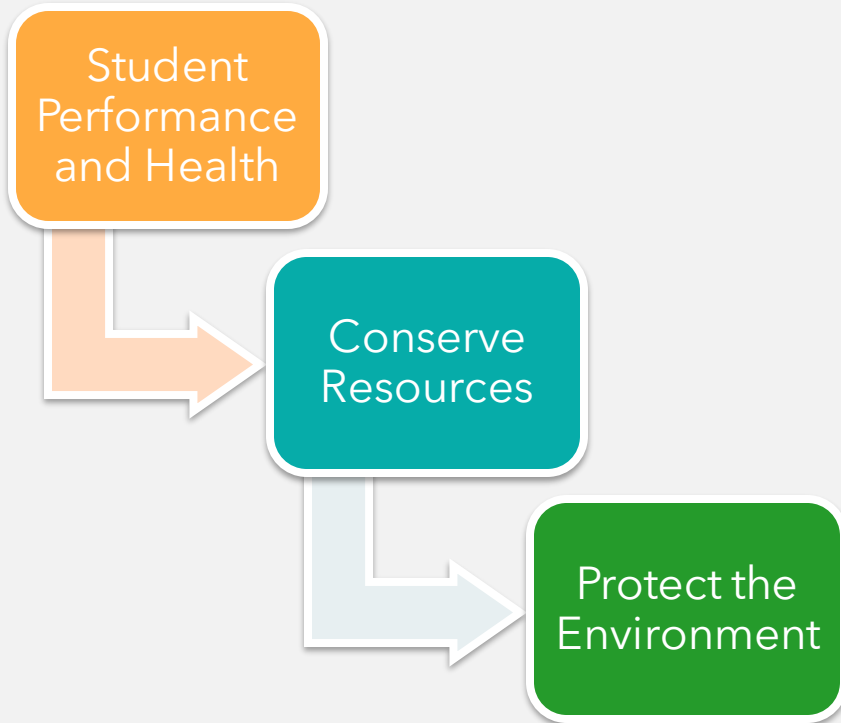 Student
Performance
and Health
Conserve
Resources
Protect the
Environment